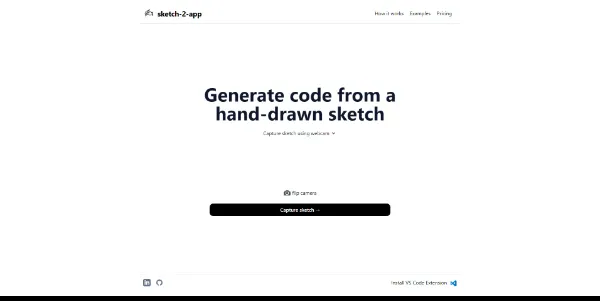 sketch-2-app
How it works Examples Pricing
Generate code from a
hand-drawn sketch
Capture sketch using webcam
flip camera
Capture sketch →
Install VS Code Extension